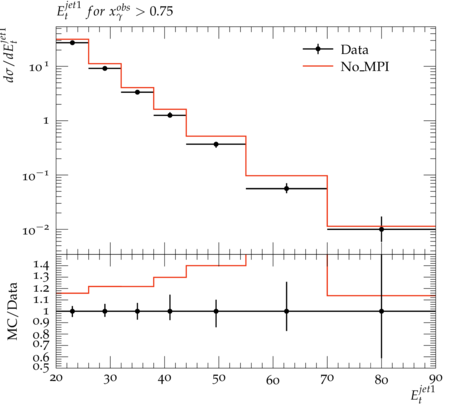 E_t^{jet1} for x_γ^{obs} > 0.75
dσ/dE_t^{jet1}
Data
No_MPI
10^1
1
10^{-1}
10^{-2}
MC/Data
1.4
1.3
1.2
1.1
1
0.9
0.8
0.7
0.6
0.5
20 30 40 50 60 70 80 90
E_t^{jet1}